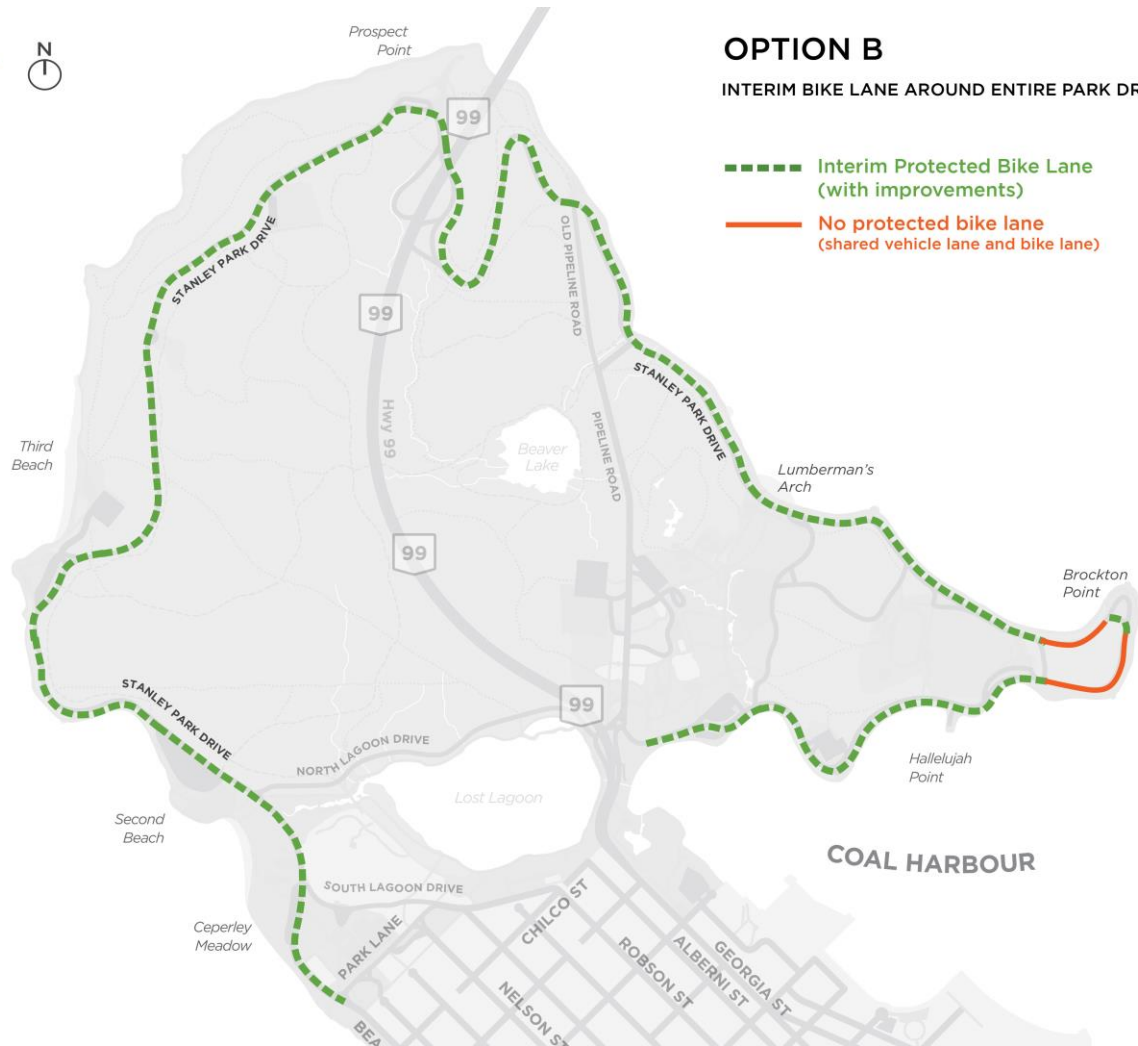 N
Prospect
Point
OPTION B
INTERIM BIKE LANE AROUND ENTIRE PARK DR
99
Interim Protected Bike Lane
(with improvements)
No protected bike lane
(shared vehicle lane and bike lane)
STANLEY PARK DRIVE
OLD PIPELINE ROAD
99
Hwy 99
STANLEY PARK DRIVE
PIPELINE ROAD
Third
Beach
Beaver
Lake
Lumberman's
Arch
99
Brockton
Point
STANLEY PARK DRIVE
99
NORTH LAGOON DRIVE
Hallelujah
Point
Lost Lagoon
Second
Beach
COAL HARBOUR
SOUTH LAGOON DRIVE
CHILCO ST
Ceperley
Meadow
PARK LANE
ROBSON ST
ALBERNI ST
GEORGIA ST
NELSON ST
BEA